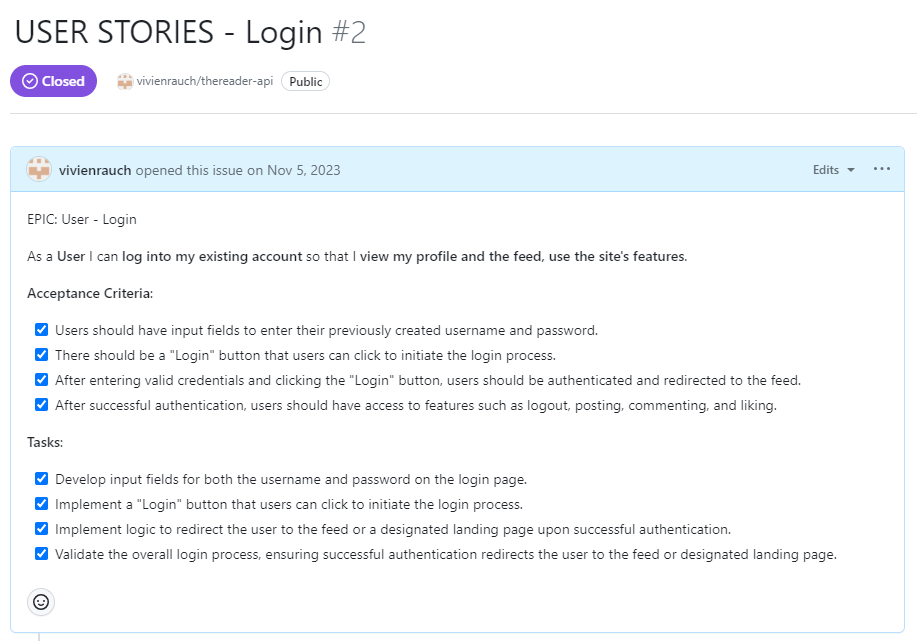 USER STORIES - Login #2
Closed vivienrauch/thereader-api Public
vivienrauch opened this issue on Nov 5, 2023 Edits
EPIC: User - Login
As a User I can log into my existing account so that I view my profile and the feed, use the site's features.
Acceptance Criteria:
Users should have input fields to enter their previously created username and password.
There should be a "Login" button that users can click to initiate the login process.
After entering valid credentials and clicking the "Login" button, users should be authenticated and redirected to the feed.
After successful authentication, users should have access to features such as logout, posting, commenting, and liking.
Tasks:
Develop input fields for both the username and password on the login page.
Implement a "Login" button that users can click to initiate the login process.
Implement logic to redirect the user to the feed or a designated landing page upon successful authentication.
Validate the overall login process, ensuring successful authentication redirects the user to the feed or designated landing page.